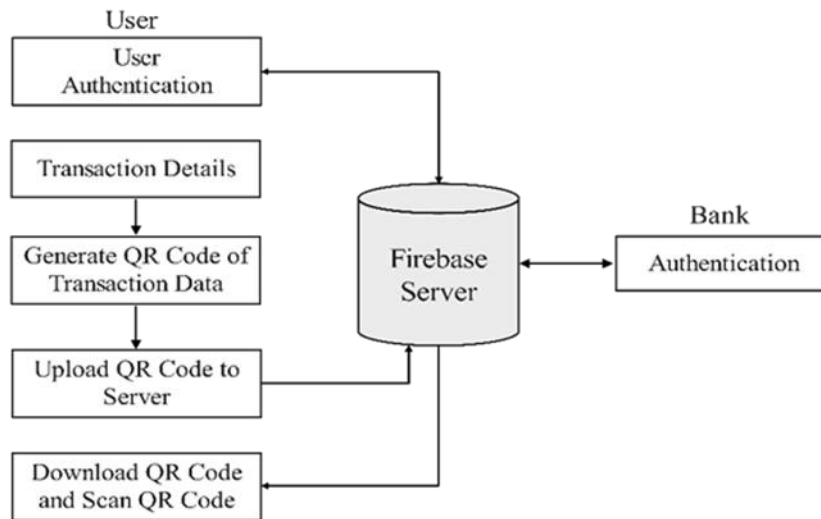 User
User
Authentication
Transaction Details
Generate QR Code of
Transaction Data
Upload QR Code to
Server
Download QR Code
and Scan QR Code
Firebase
Server
Bank
Authentication